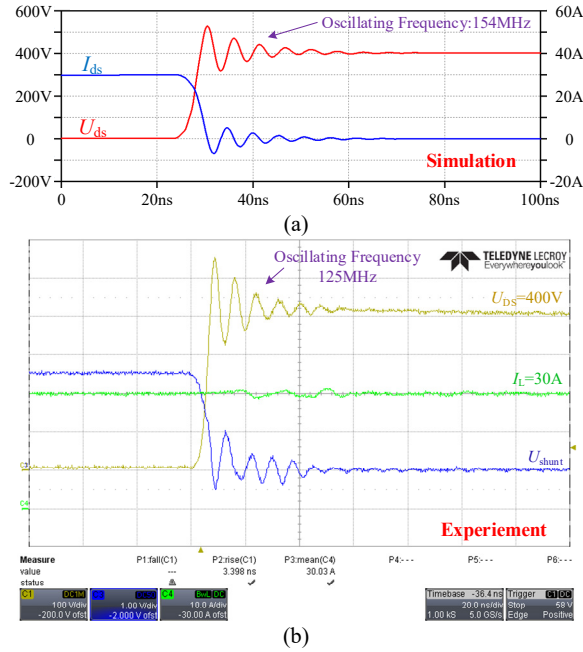 600V
60A
Oscillating Frequency:154MHz
400V
40A
Ids
200V
20A
Uds
0
0
Simulation
-200V
-20A
0
20ns
40ns
60ns
80ns
100ns
(a)
Oscillating Frequency
125MHz
TELEDYNE LECROY
Everywhereyoulook™
UDS=400V
IL=30A
Ushunt
C3
C4
Experiement
Measure P1:fall(C1) P2:rise(C1) P3:mean(C4) P4:--- P5:--- P6:---
value --- 3.398 ns 30.03 A
status
C1 DC1M
C4 BwL DC
Timebase -36.4 ns
Trigger C1 DC
100 V/div
1.00 V/div
10.0 A/div
20.0 ns/div
Stop 58 V
-200.0 V ofst
-2.000 V ofst
-30.00 A ofst
1.00 kS 5.0 GS/s
Edge Positive
(b)